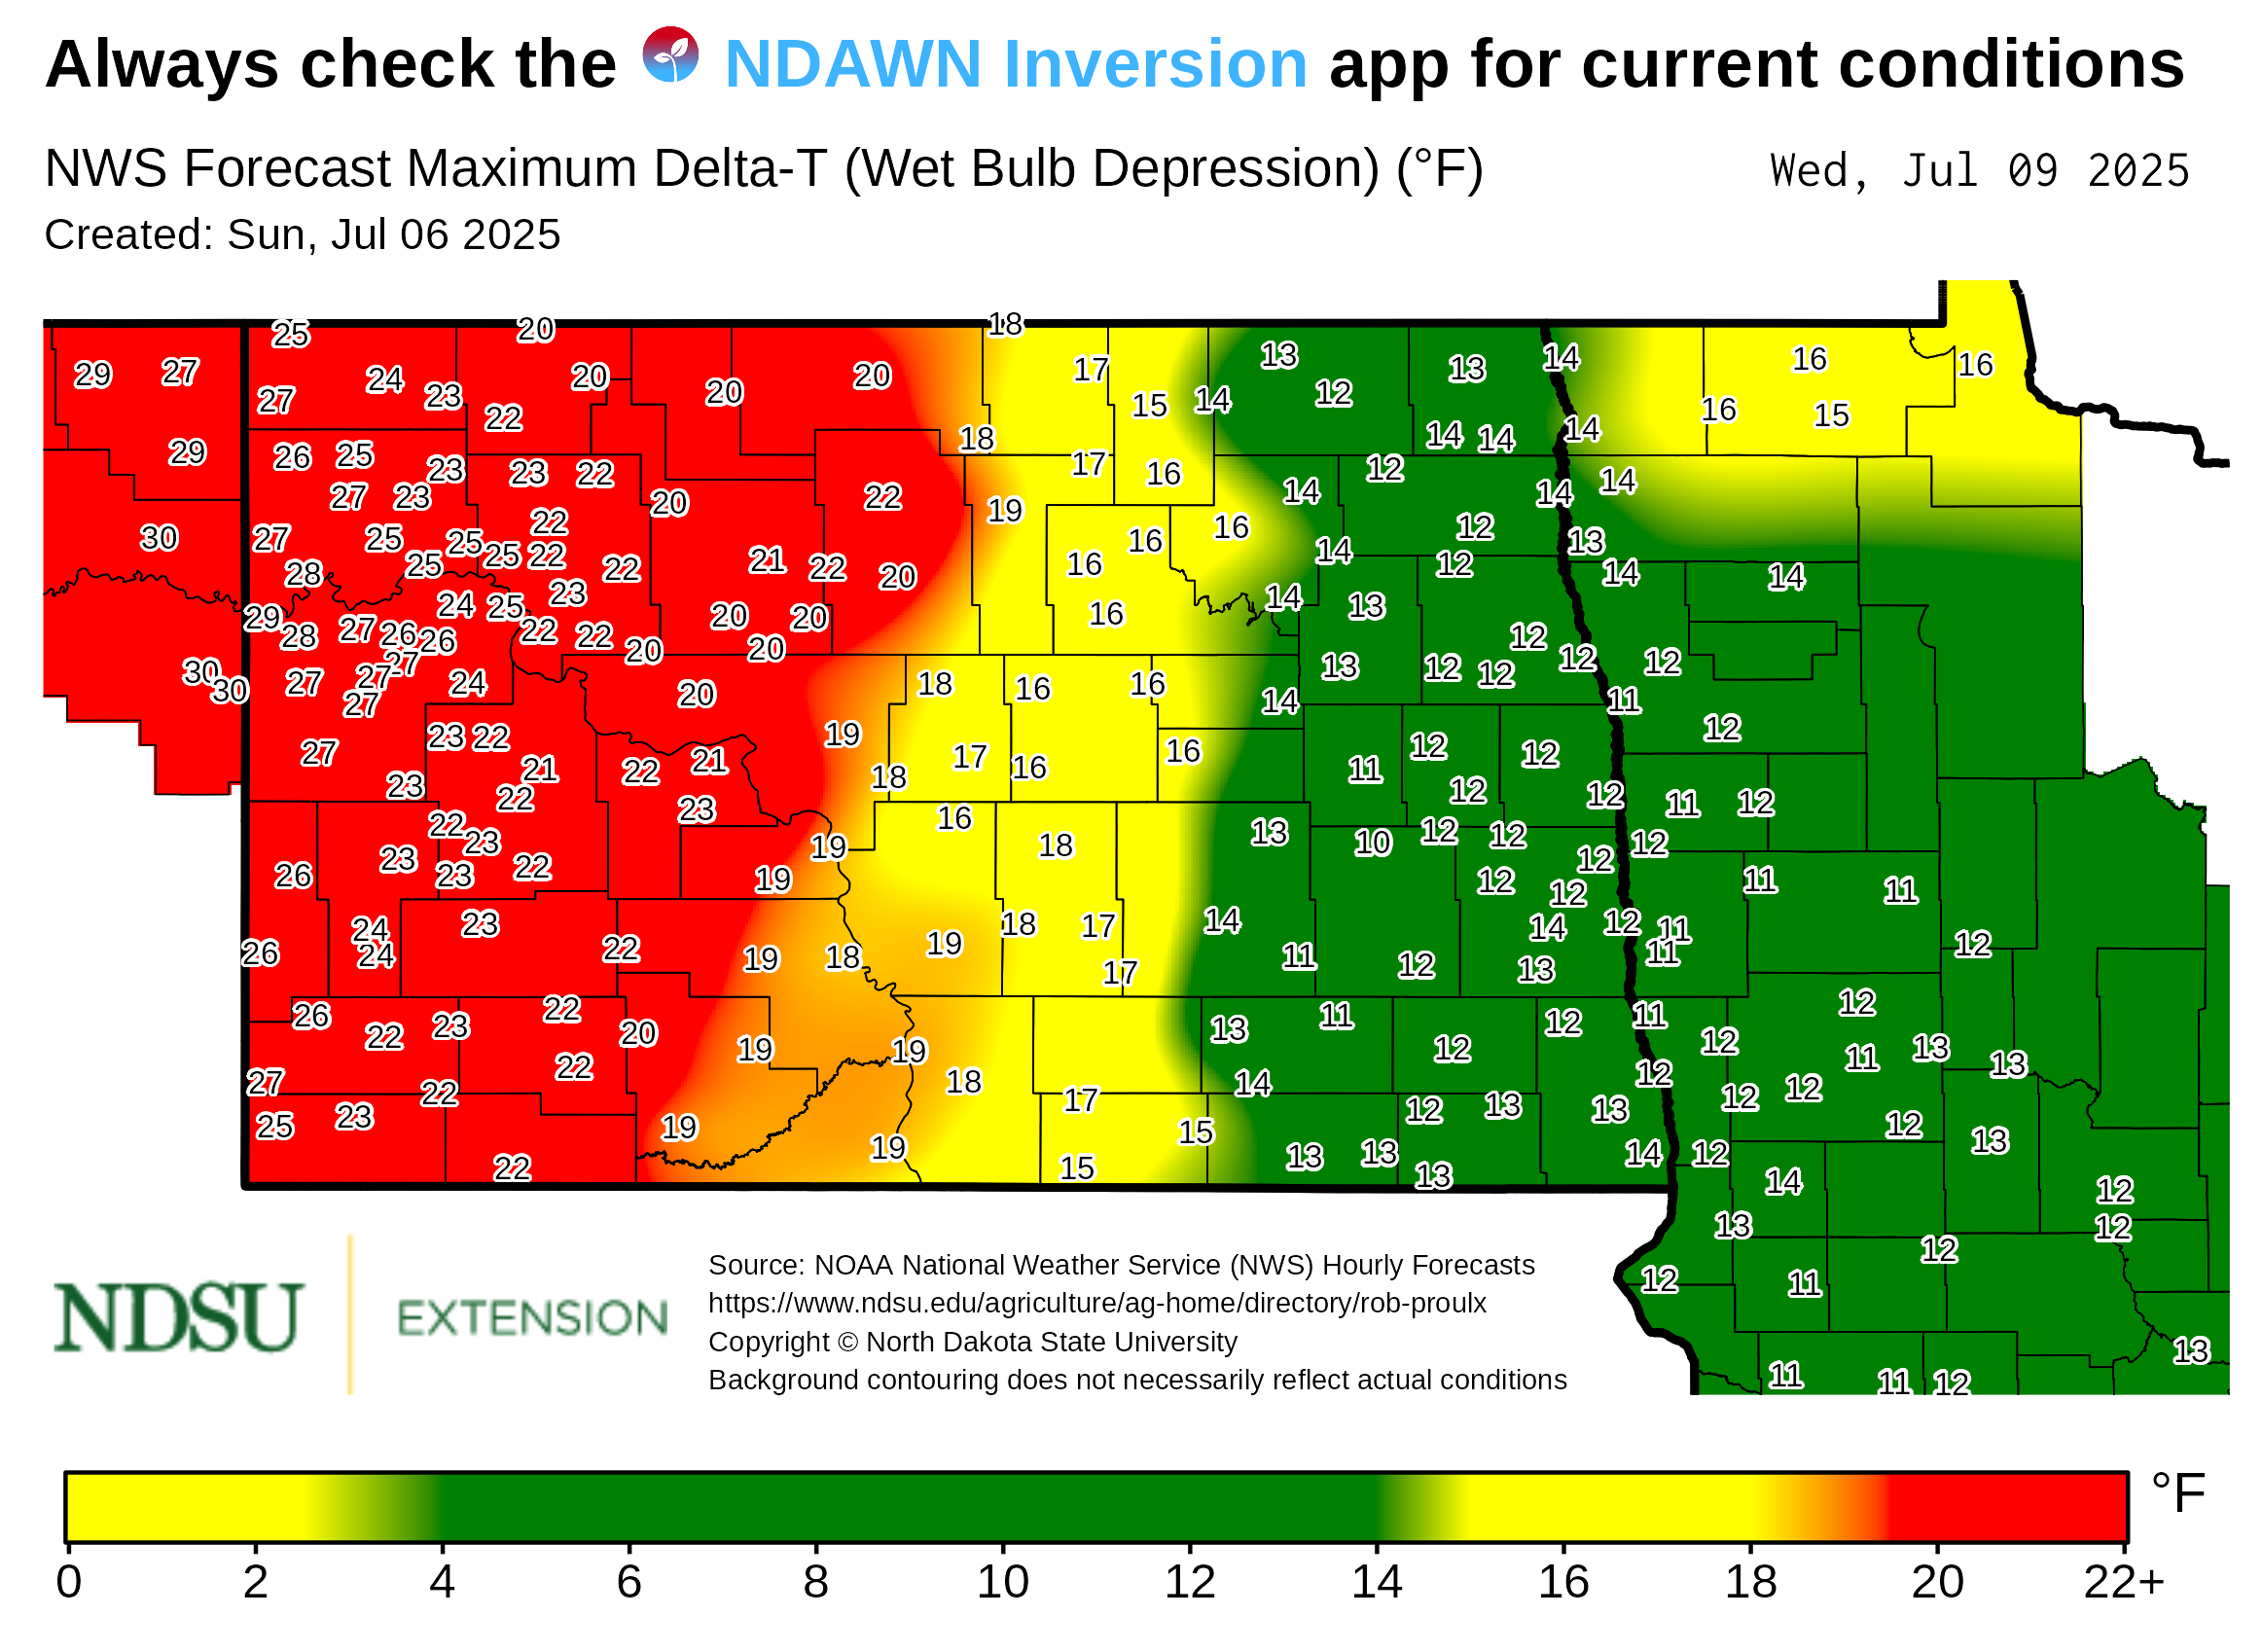 Always check the NDAWN Inversion app for current conditions
NWS Forecast Maximum Delta-T (Wet Bulb Depression) (°F)
Wed, Jul 09 2025
Created: Sun, Jul 06 2025
25 20 18
29 27 24 23 20 20 20 17 13 12 13 14 16 16
27 22 15 14 16 15
29 26 25 23 23 22 18 17 16 14 14 14 12
27 23 20 22 19 14 14 14
30 27 25 25 25 22 22 16 16 12 13
28 25 22 21 22 20 16 14 12 14 14
29 24 25 23 20 20 16 14 13
28 27 26 26 22 22 20 20 12 12 12
30 30 27 27 27 24 20 18 16 16 13 12 12
27 14 11
27 23 22 21 22 21 19 17 16 16 11 12 12 12
23 22 23 18 16 12 12 11 12
22 23 19 18 13 10 12 12 12
26 23 23 22 19 12 12 12 11 11
24 23 14 14 12 11
26 24 22 19 18 19 18 17 11 12 13 11 12
17
26 22 23 22 20 19 19 13 11 12 12 11 12 12 11 13 13
27 22 22 18 17 14 12 12 12
25 23 19 19 15 12 13 13 12 13
22 15 13 13 13 14 12 14 12
13 12
12 11 12
13
11 11 12
NDSU EXTENSION
Source: NOAA National Weather Service (NWS) Hourly Forecasts
https://www.ndsu.edu/agriculture/ag-home/directory/rob-proulx
Copyright © North Dakota State University
Background contouring does not necessarily reflect actual conditions
°F
0 2 4 6 8 10 12 14 16 18 20 22+